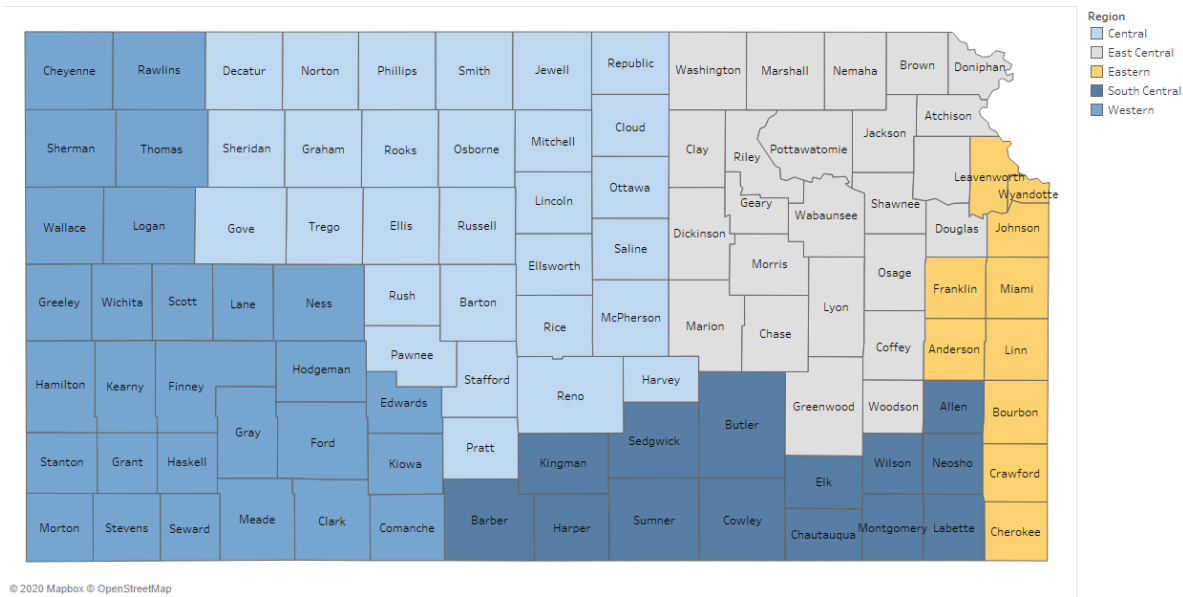 Region
Central
East Central
Eastern
South Central
Western
Cheyenne Rawlins Decatur Norton Phillips Smith Jewell Republic Washington Marshall Nemaha Brown Doniphan
Sherman Thomas Sheridan Graham Rooks Osborne Mitchell Cloud Clay Riley Pottawatomie Jackson Atchison
Wallace Logan Gove Trego Ellis Russell Lincoln Ottawa Dickinson Geary Wabaunsee Shawnee Leavenworth Wyandotte
Ellsworth Saline Morris Osage Douglas Johnson
Greeley Wichita Scott Lane Ness Rush Barton Rice McPherson Marion Chase Lyon Coffey Franklin Miami
Hamilton Kearny Finney Hodgeman Pawnee Stafford Reno Harvey Anderson Linn
Gray Ford Edwards Sedgwick Butler Greenwood Woodson Allen Bourbon
Stanton Grant Haskell Kiowa Pratt Kingman Elk Wilson Neosho Crawford
Morton Stevens Seward Meade Clark Comanche Barber Harper Sumner Cowley Chautauqua Montgomery Labette Cherokee
© 2020 Mapbox © OpenStreetMap